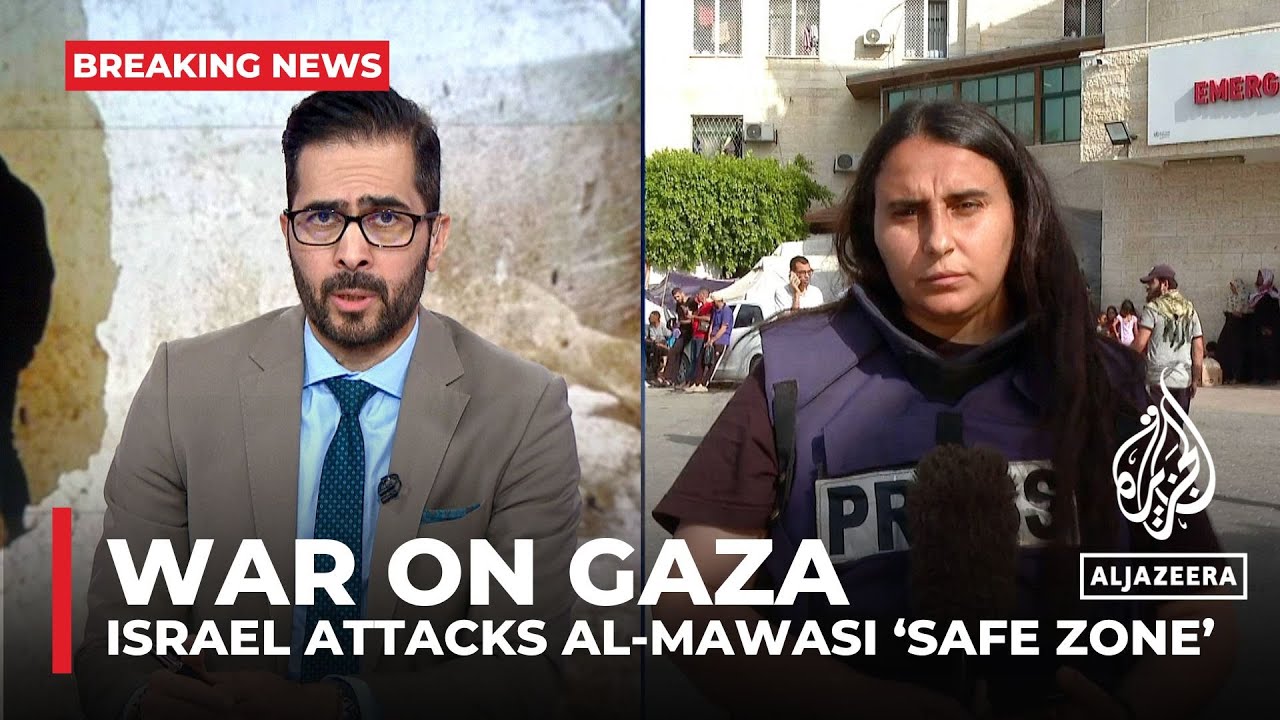 BREAKING NEWS
EMERG
PRESS
الجزيرة
ALJAZEERA
WAR ON GAZA
ISRAEL ATTACKS AL-MAWASI ‘SAFE ZONE’